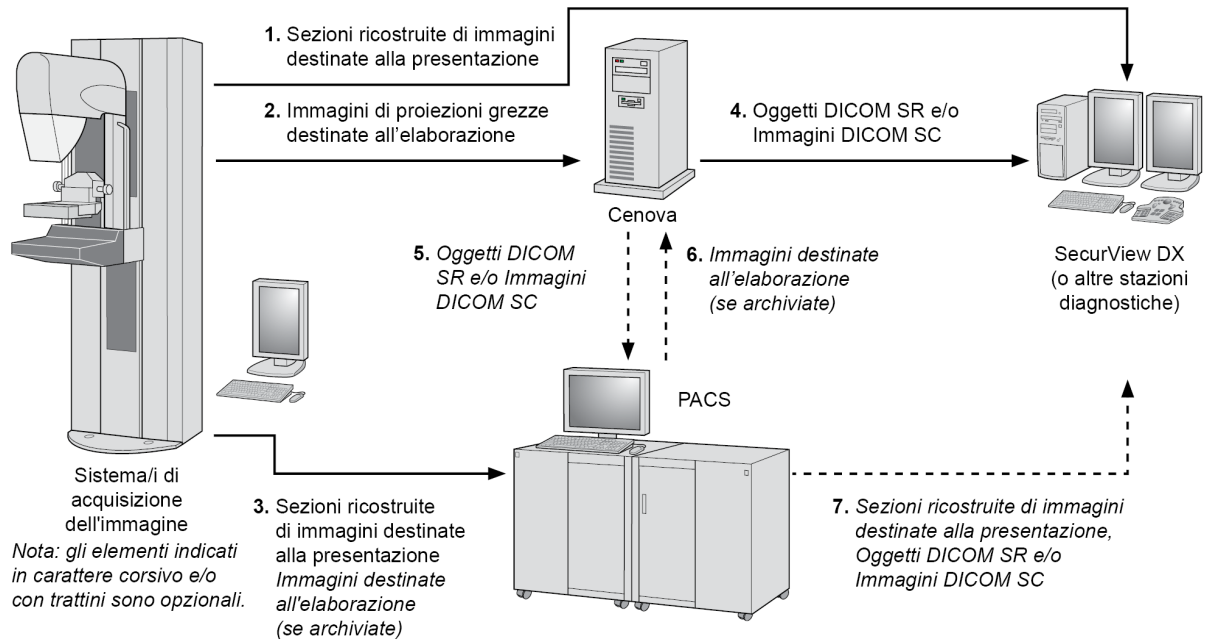 1. Sezioni ricostruite di immagini
destinate alla presentazione
2. Immagini di proiezioni grezze
destinate all’elaborazione
4. Oggetti DICOM SR e/o
Immagini DICOM SC
Cenova
5. Oggetti DICOM
SR e/o Immagini
DICOM SC
6. Immagini destinate
all’elaborazione
(se archiviate)
SecurView DX
(o altre stazioni
diagnostiche)
PACS
Sistema/i di
acquisizione
dell'immagine
Nota: gli elementi indicati
in carattere corsivo e/o
con trattini sono opzionali.
3. Sezioni ricostruite
di immagini destinate
alla presentazione
Immagini destinate
all'elaborazione
(se archiviate)
7. Sezioni ricostruite di immagini
destinate alla presentazione,
Oggetti DICOM SR e/o
Immagini DICOM SC